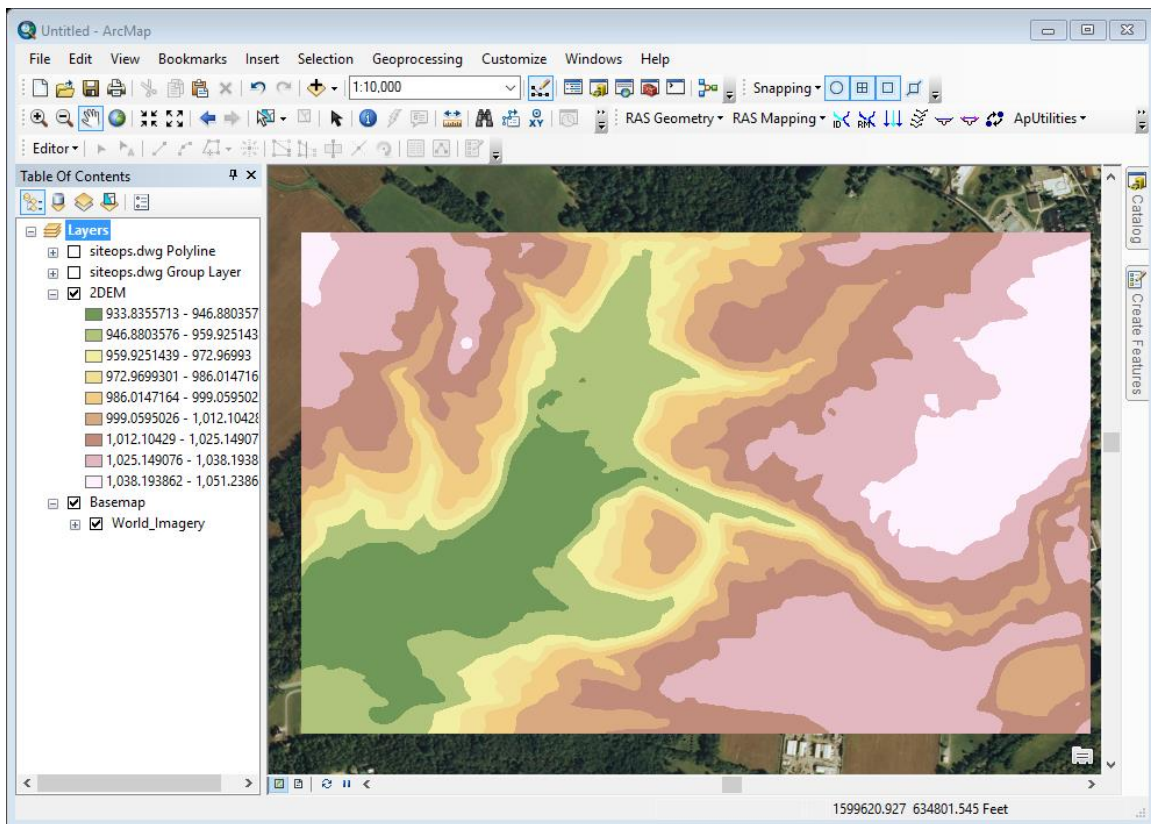 Untitled - ArcMap
File Edit View Bookmarks Insert Selection Geoprocessing Customize Windows Help
1:10,000 Snapping
RAS Geometry RAS Mapping ApUtilities
Editor
Table Of Contents
Layers
siteops.dwg Polyline
siteops.dwg Group Layer
2DEM
933.8355713 - 946.880357
946.8803576 - 959.925143
959.9251439 - 972.96993
972.9699301 - 986.014716
986.0147164 - 999.059502
999.0595026 - 1,012.10428
1,012.10429 - 1,025.14907
1,025.149076 - 1,038.1938
1,038.193862 - 1,051.2386
Basemap
World_Imagery
Catalog
Create Features
1599620.927 634801.545 Feet